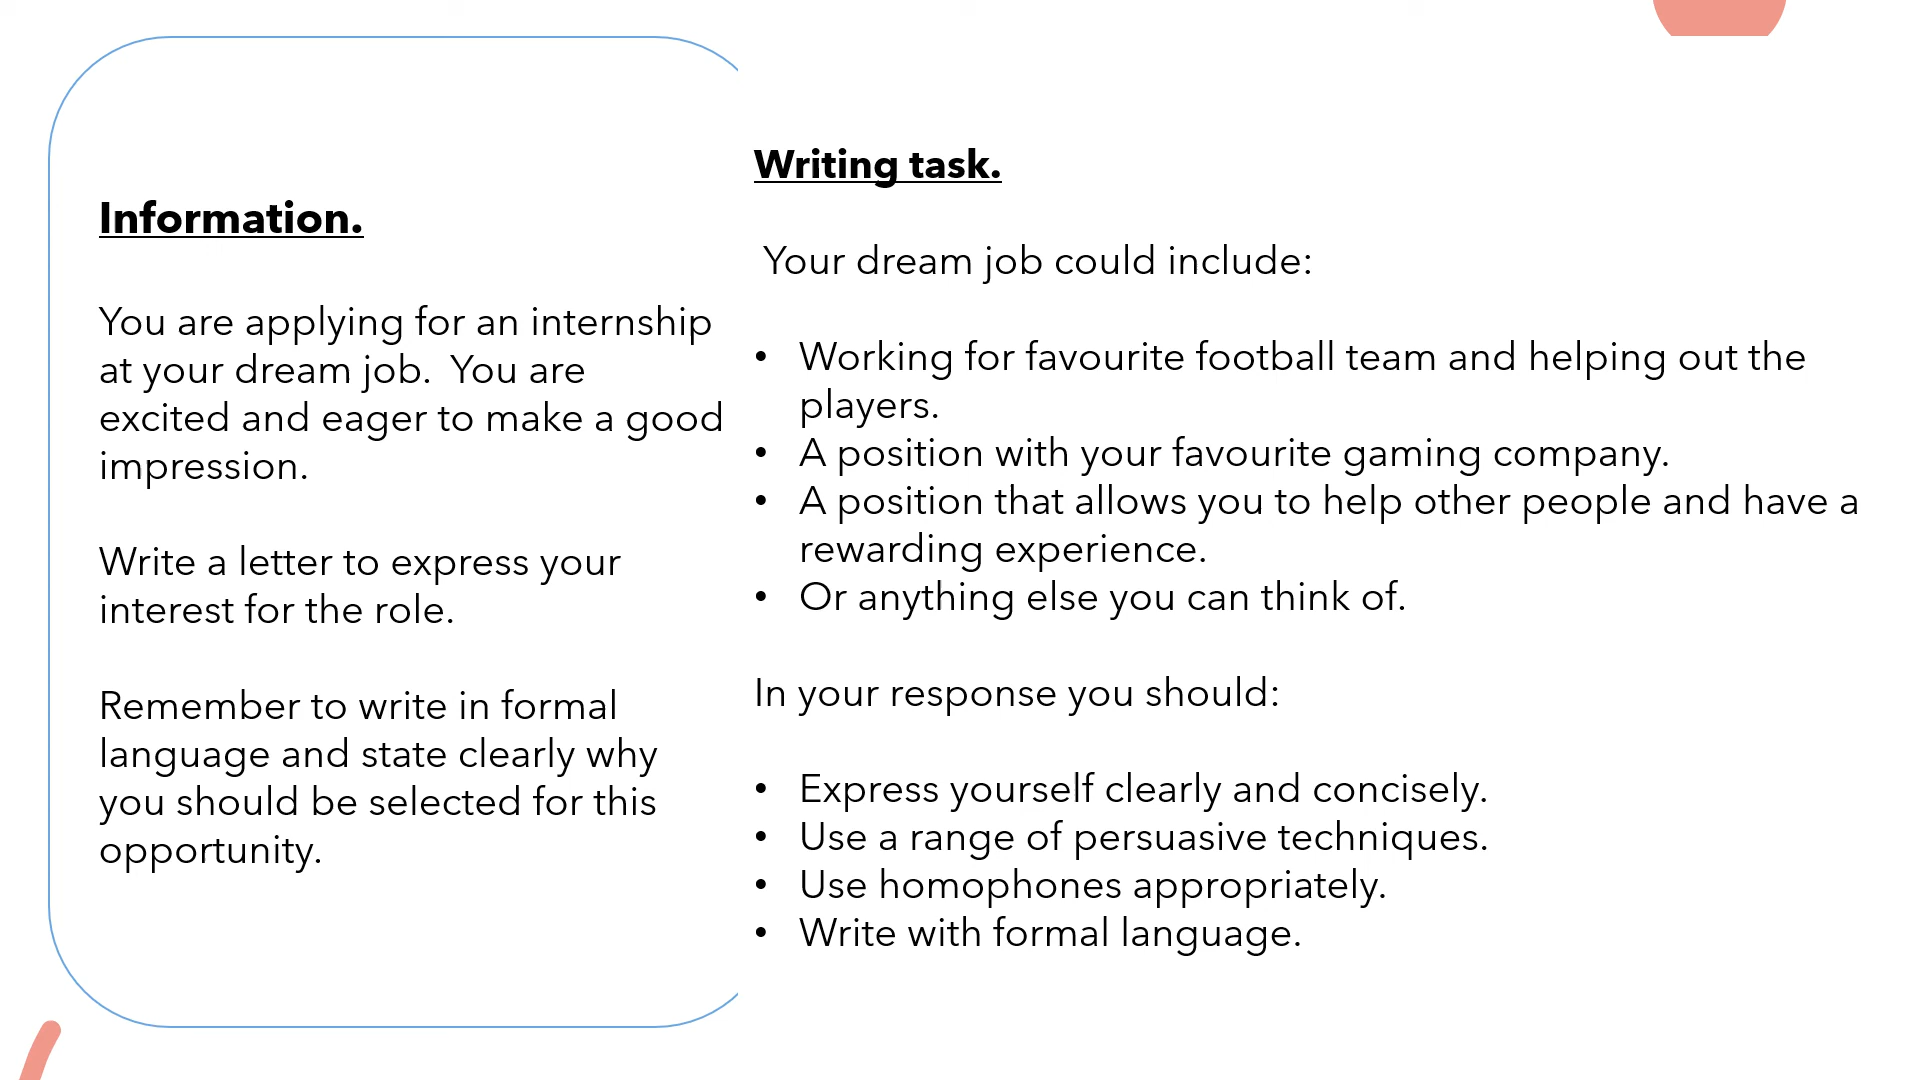 Information.
You are applying for an internship
at your dream job.  You are
excited and eager to make a good
impression.
Write a letter to express your
interest for the role.
Remember to write in formal
language and state clearly why
you should be selected for this
opportunity.
Writing task.
Your dream job could include:
• Working for favourite football team and helping out the
players.
• A position with your favourite gaming company.
• A position that allows you to help other people and have a
rewarding experience.
• Or anything else you can think of.
In your response you should:
• Express yourself clearly and concisely.
• Use a range of persuasive techniques.
• Use homophones appropriately.
• Write with formal language.